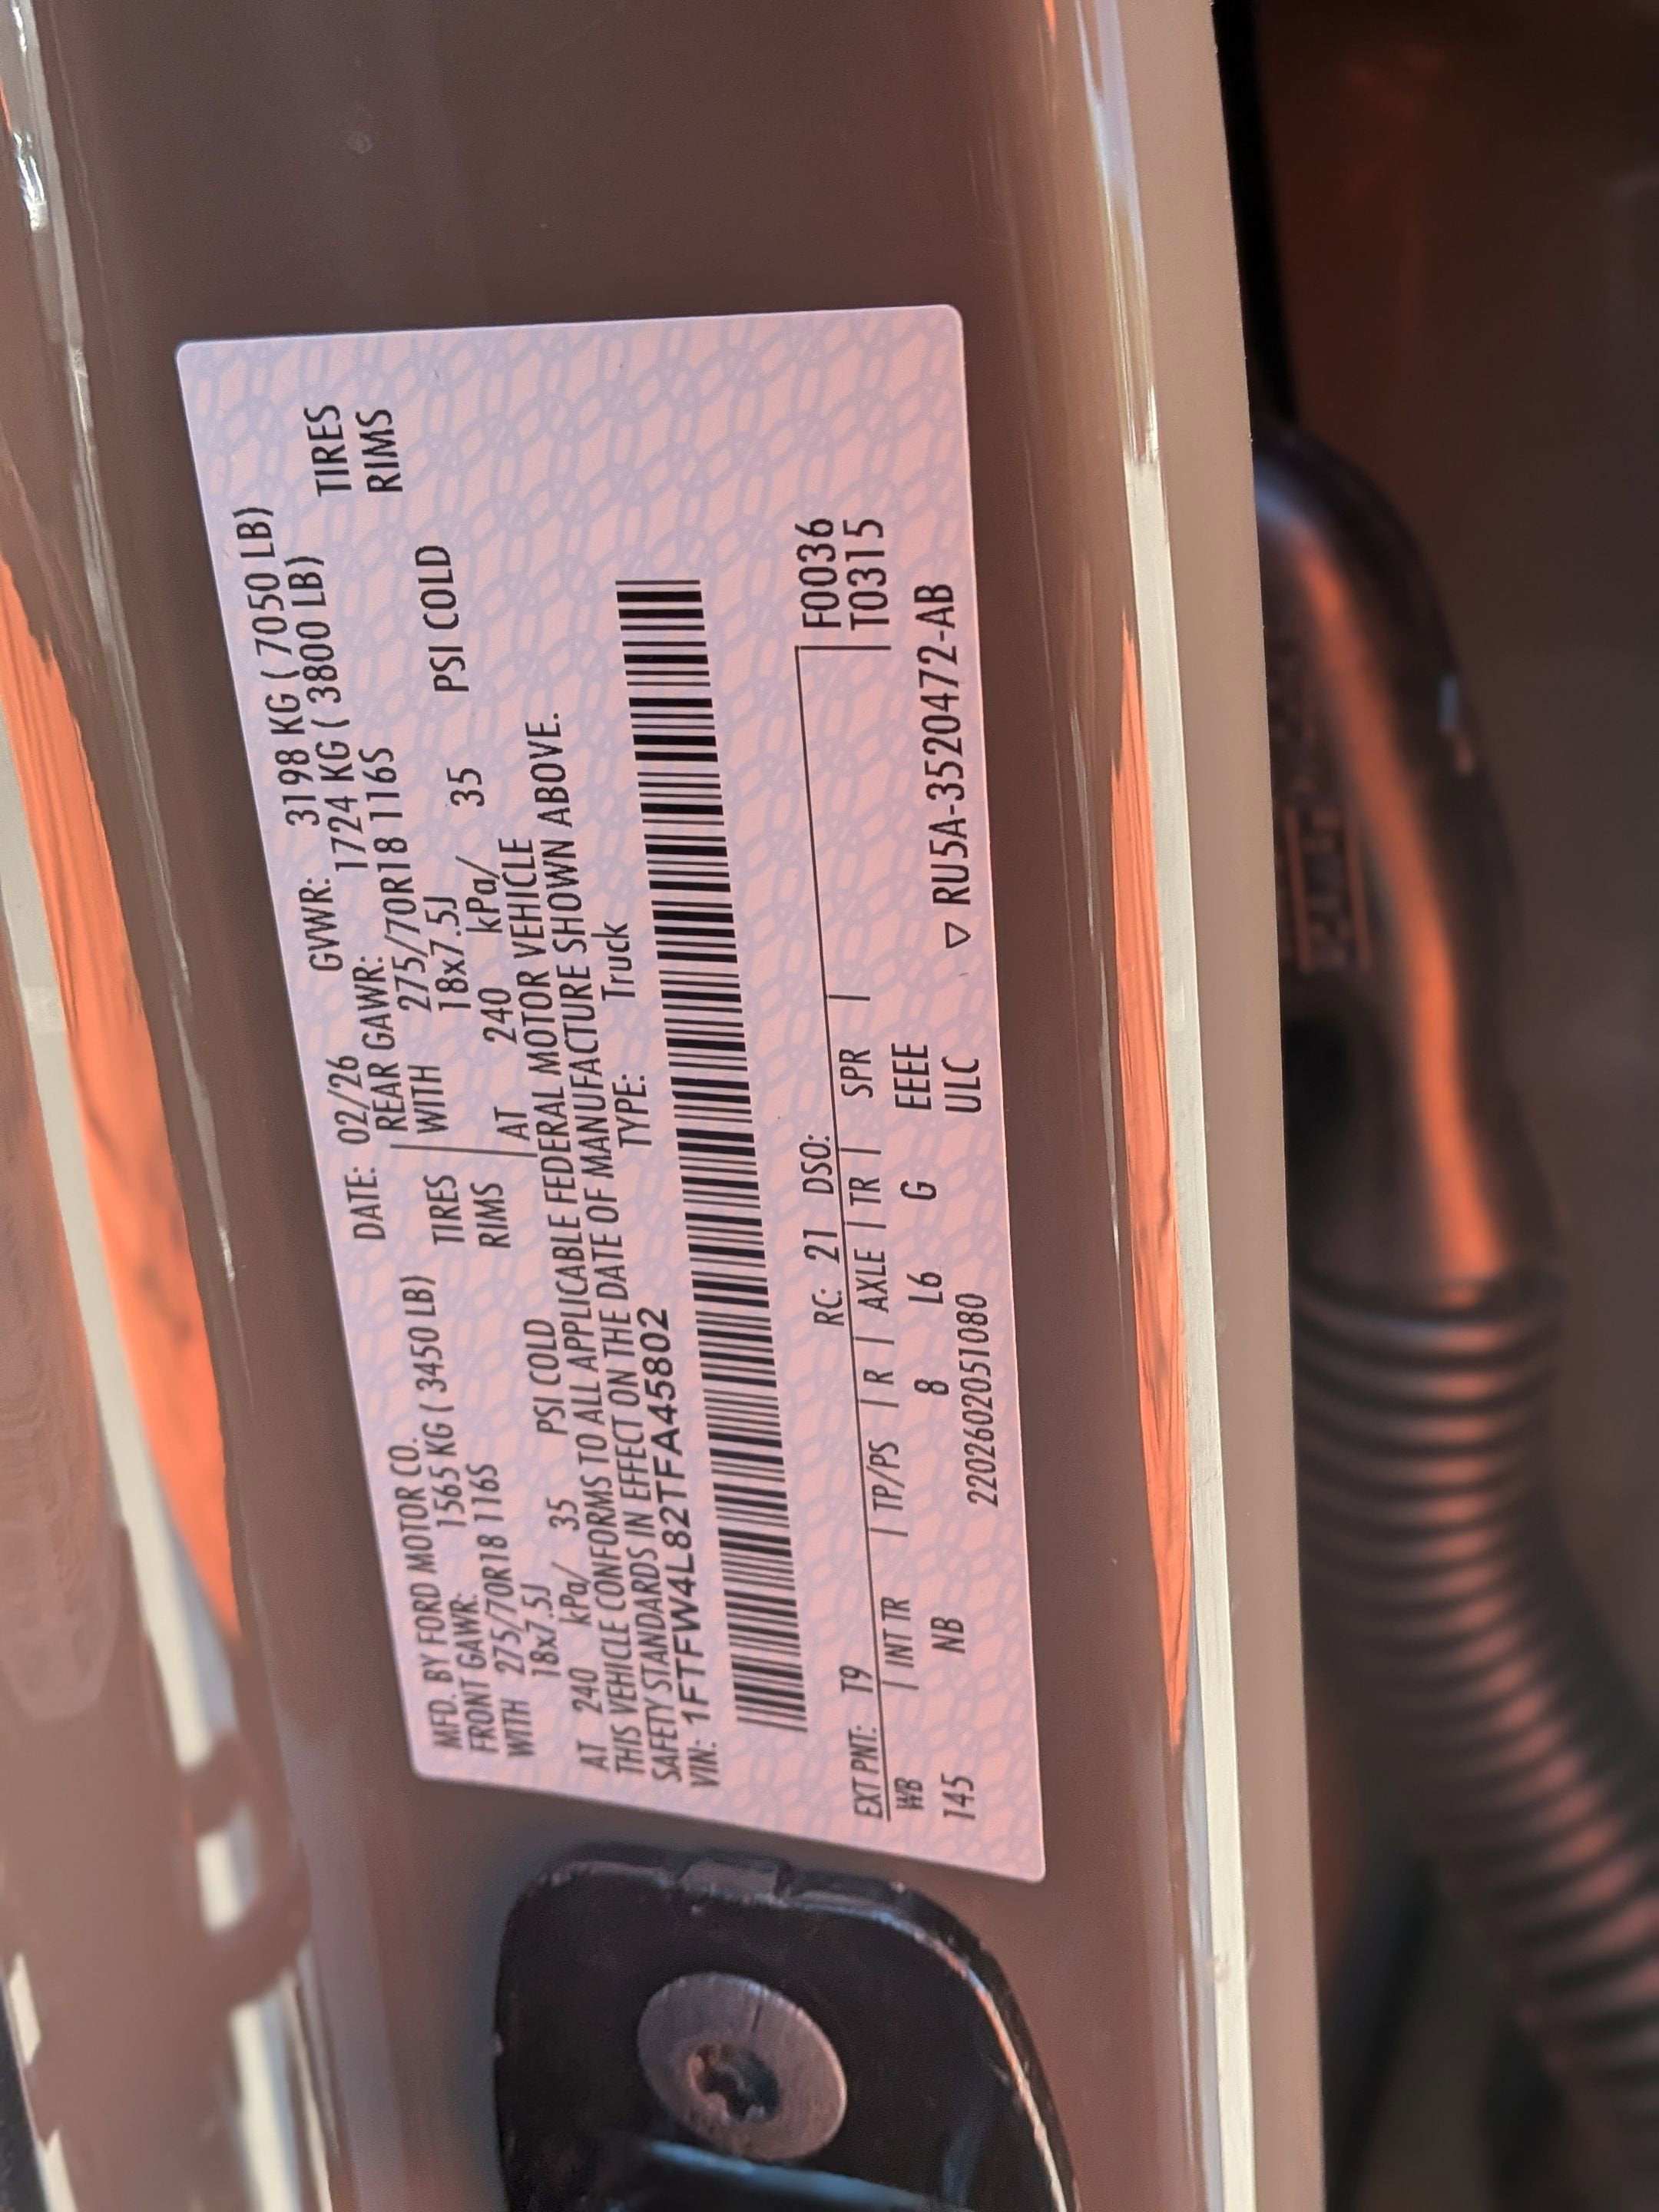 MFD. BY FORD MOTOR CO. DATE: 02/26 GVWR: 3198 KG ( 7050 LB)
FRONT GAWR: 1565 KG ( 3450 LB) REAR GAWR: 1724 KG ( 3800 LB)
WITH 275/70R18 116S TIRES WITH 275/70R18 116S TIRES
18x7.5J RIMS 18x7.5J RIMS
AT 240 kPa/ 35 PSI COLD AT 240 kPa/ 35 PSI COLD
THIS VEHICLE CONFORMS TO ALL APPLICABLE FEDERAL MOTOR VEHICLE
SAFETY STANDARDS IN EFFECT ON THE DATE OF MANUFACTURE SHOWN ABOVE.
VIN: 1FTFW4L82TFA45802 TYPE: Truck
EXT PNT: T9 RC: 21 DSO: F0036
WB INT TR TP/PS R AXLE TR SPR T0315
145 NB 8 L6 G EEEE
2202602051080 ULC ▽ RU5A-3520472-AB